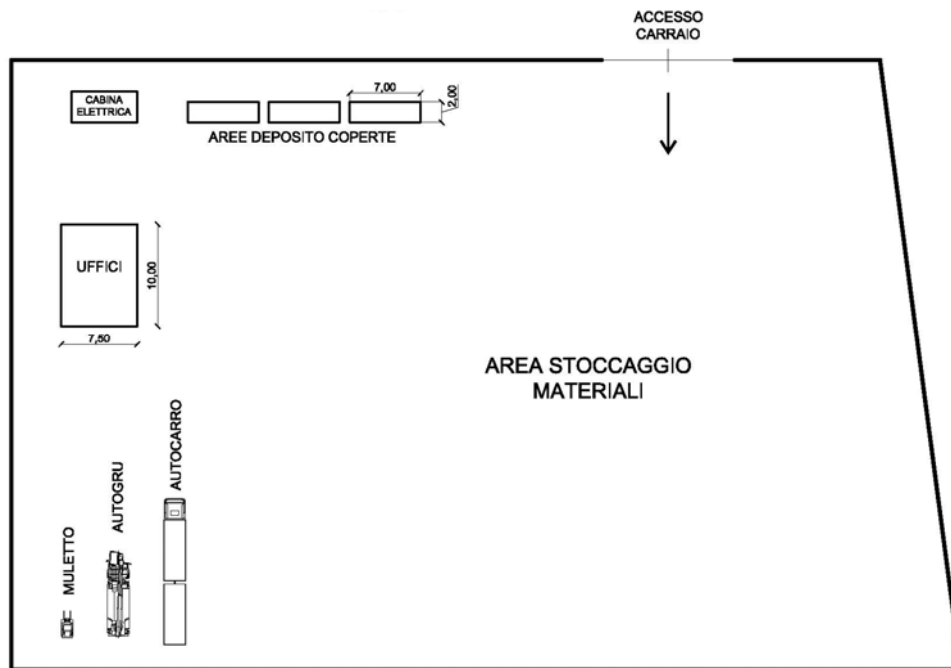 ACCESSO
CARRAIO
CABINA
ELETTRICA
7,00
2,00
AREE DEPOSITO COPERTE
UFFICI
10,00
7,50
AREA STOCCAGGIO
MATERIALI
MULETTO
AUTOGRU
AUTOCARRO